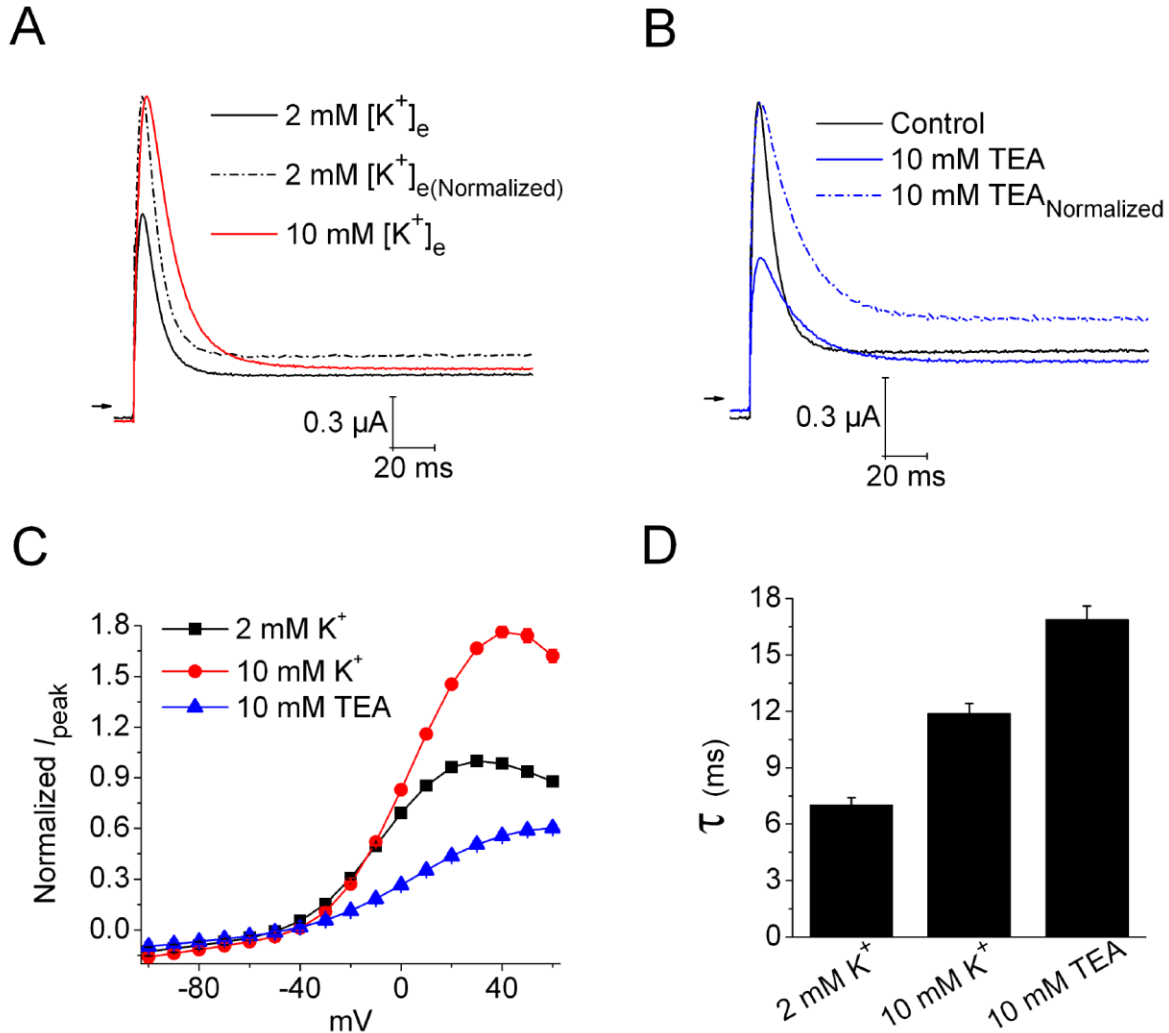 A
2 mM [K⁺]ₑ
2 mM [K⁺]ₑ(Normalized)
10 mM [K⁺]ₑ
0.3 µA
20 ms
B
Control
10 mM TEA
10 mM TEA Normalized
0.3 µA
20 ms
C
Normalized I peak
1.8
1.5
1.2
0.9
0.6
0.3
0.0
2 mM K⁺
10 mM K⁺
10 mM TEA
-80 -40 0 40
mV
D
τ (ms)
18
15
12
9
6
3
0
2 mM K⁺
10 mM K⁺
10 mM TEA